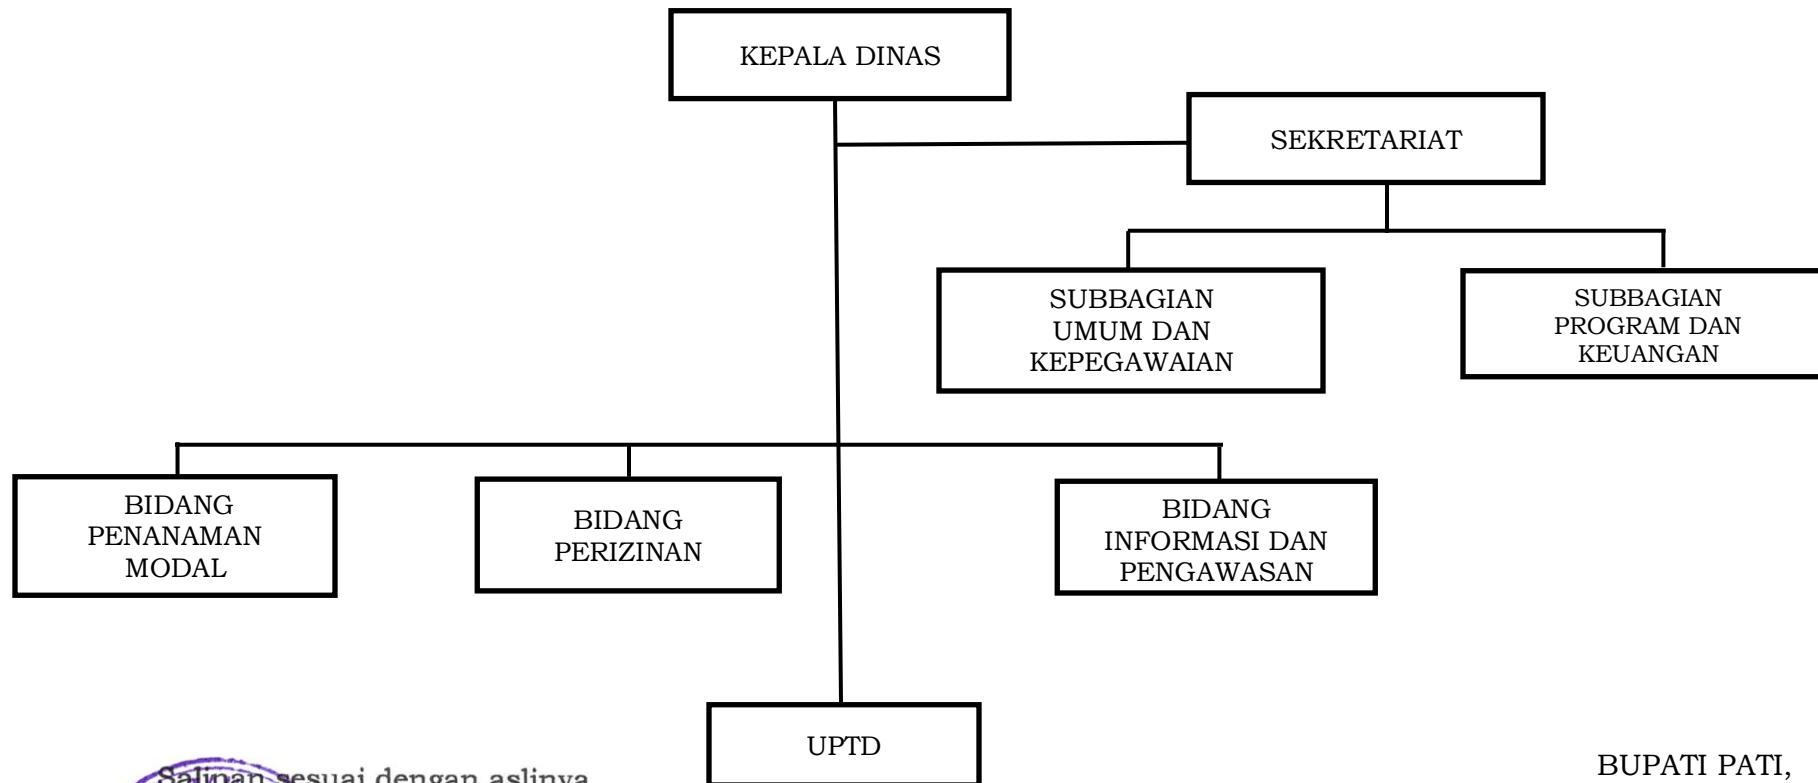 KEPALA DINAS
SEKRETARIAT
SUBBAGIAN
UMUM DAN
KEPEGAWAIAN
SUBBAGIAN
PROGRAM DAN
KEUANGAN
BIDANG
PENANAMAN
MODAL
BIDANG
PERIZINAN
BIDANG
INFORMASI DAN
PENGAWASAN
UPTD
Salinan sesuai dengan aslinya
BUPATI PATI,